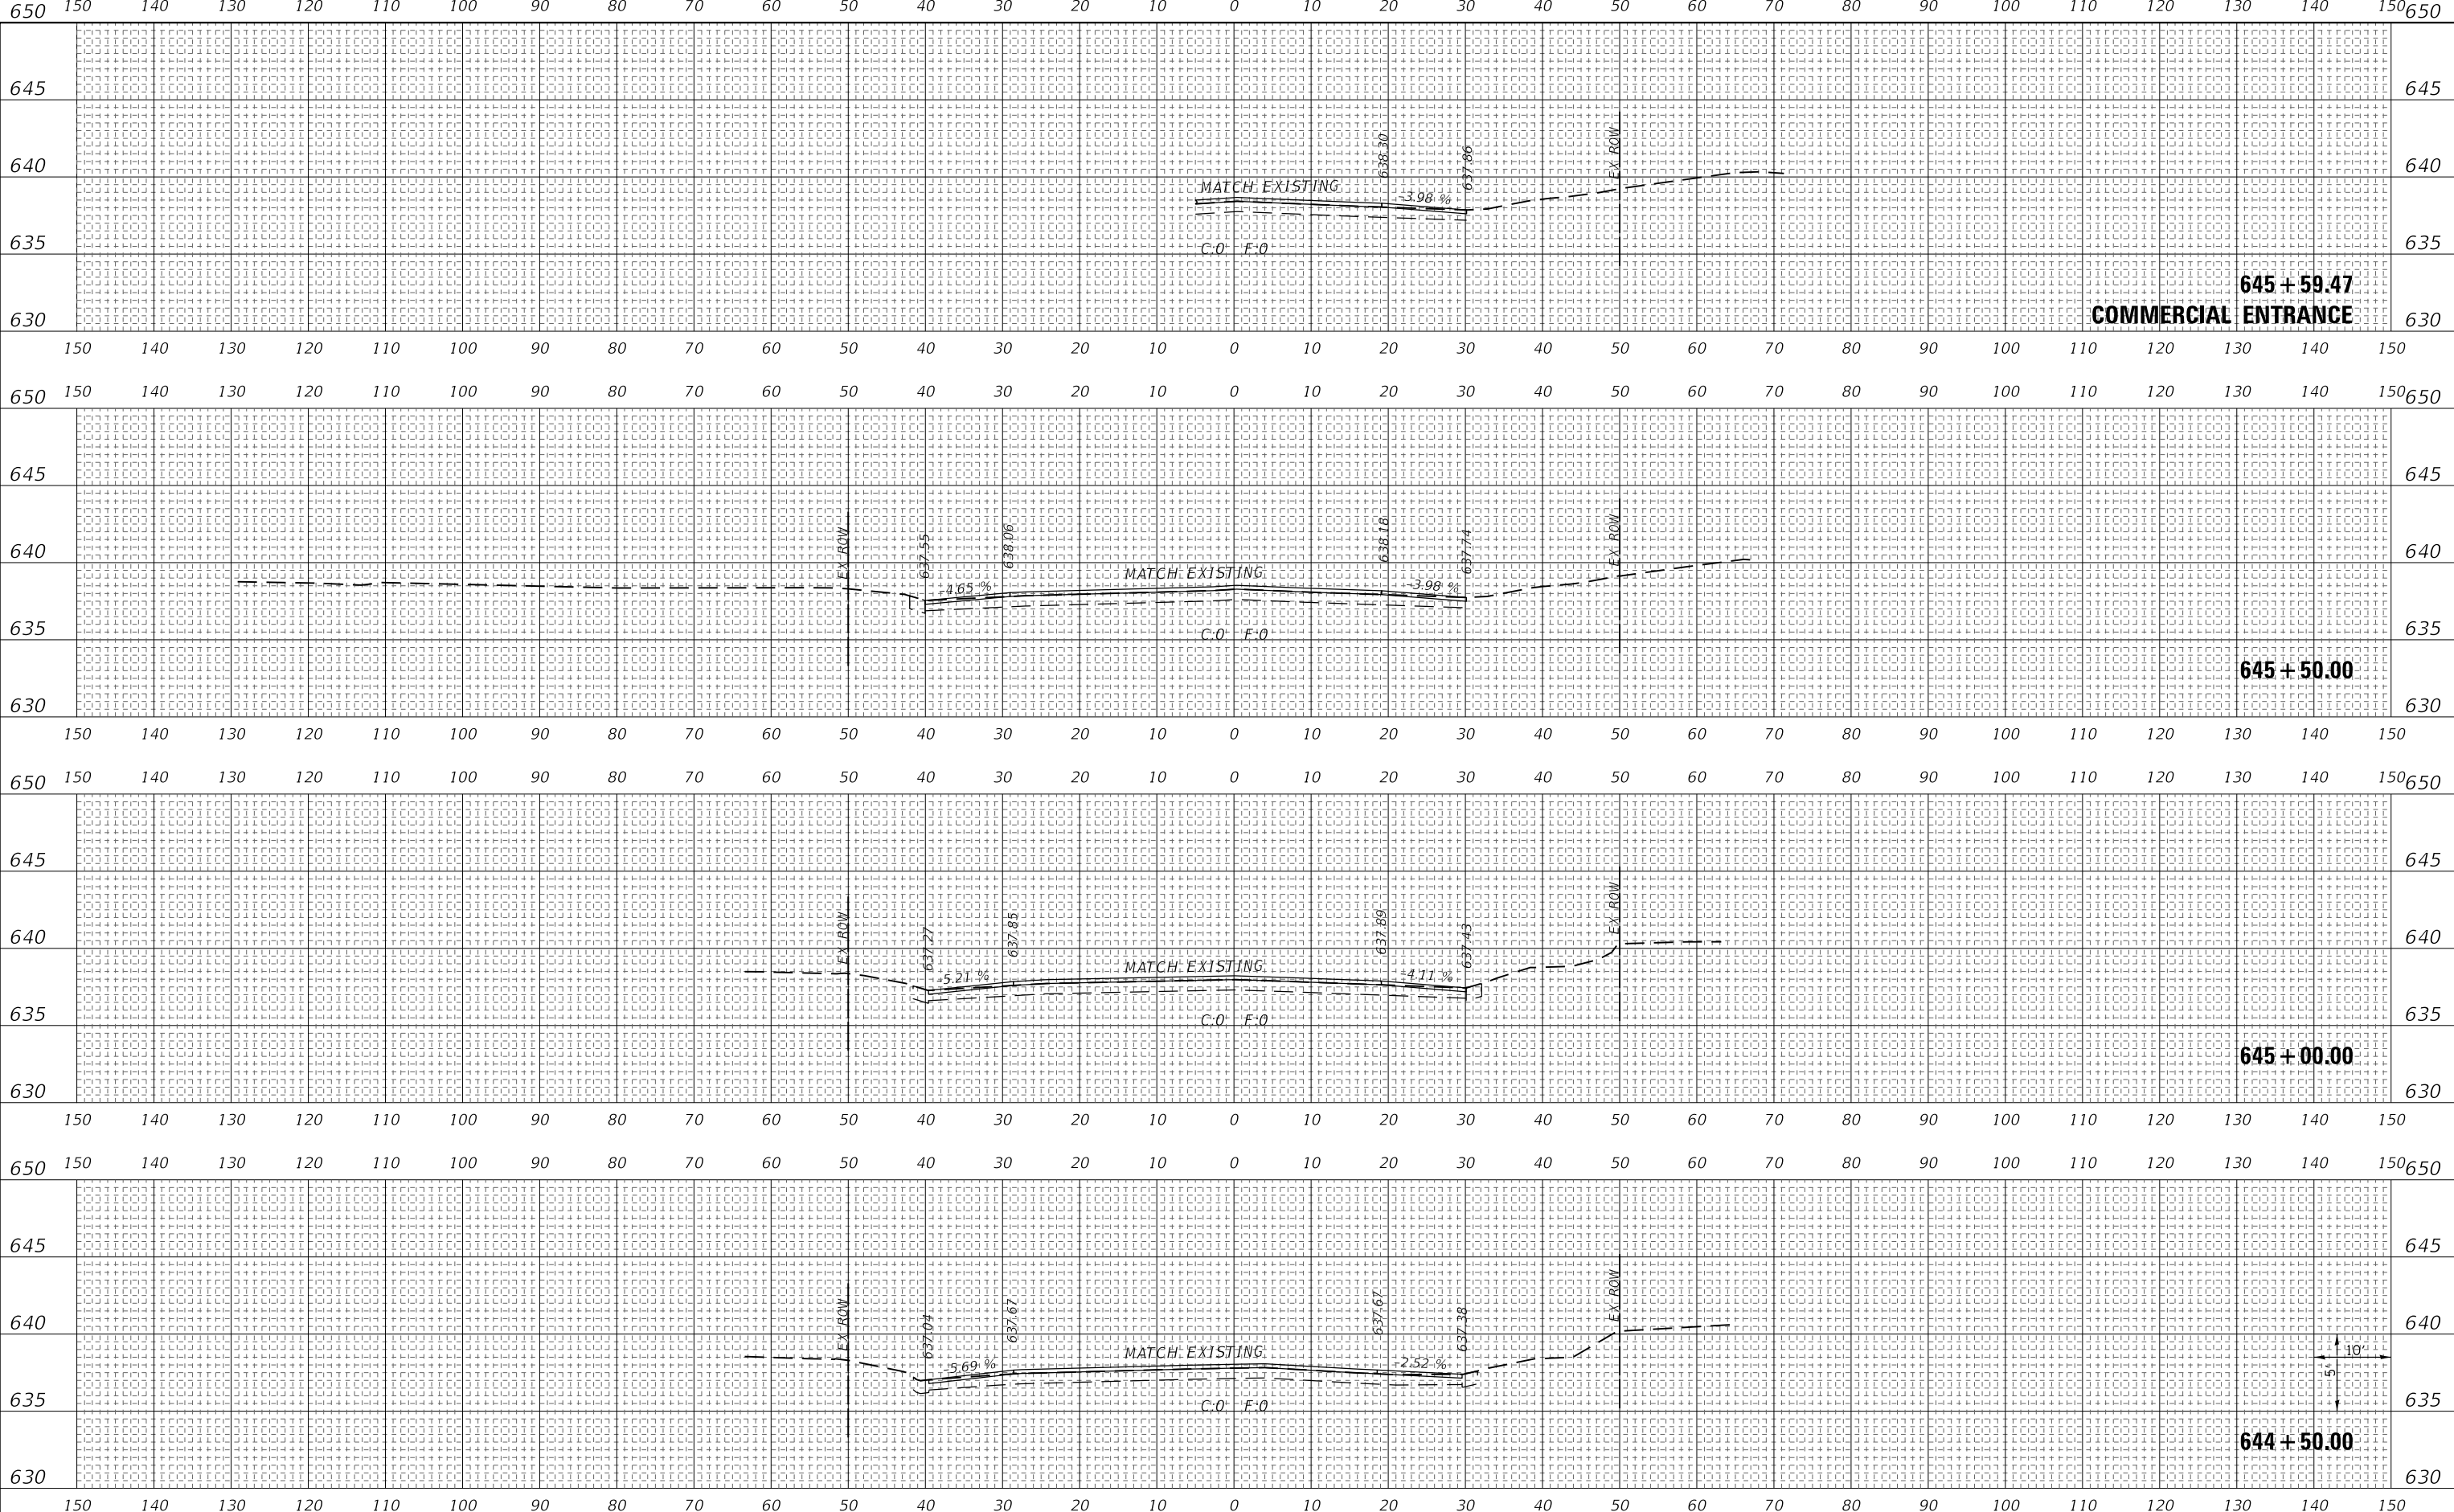 150 140 130 120 110 100 90 80 70 60 50 40 30 20 10 0 10 20 30 40 50 60 70 80 90 100 110 120 130 140 150
650 650
645 645
EX ROW
638.30
637.86
640 640
MATCH EXISTING
-3.98 %
635 C:0 F:0 635
645+59.47
COMMERCIAL ENTRANCE
630 630
150 140 130 120 110 100 90 80 70 60 50 40 30 20 10 0 10 20 30 40 50 60 70 80 90 100 110 120 130 140 150
150 140 130 120 110 100 90 80 70 60 50 40 30 20 10 0 10 20 30 40 50 60 70 80 90 100 110 120 130 140 150
650 650
645 645
EX ROW 637.55 638.06 638.18 637.74 EX ROW
640 640
MATCH EXISTING
-4.65 % -3.98 %
635 C:0 F:0 635
645+50.00
630 630
150 140 130 120 110 100 90 80 70 60 50 40 30 20 10 0 10 20 30 40 50 60 70 80 90 100 110 120 130 140 150
150 140 130 120 110 100 90 80 70 60 50 40 30 20 10 0 10 20 30 40 50 60 70 80 90 100 110 120 130 140 150
650 650
645 645
EX ROW 637.27 637.85 637.89 637.43 EX ROW
640 640
MATCH EXISTING
-5.21 % -4.11 %
635 C:0 F:0 635
645+00.00
630 630
150 140 130 120 110 100 90 80 70 60 50 40 30 20 10 0 10 20 30 40 50 60 70 80 90 100 110 120 130 140 150
150 140 130 120 110 100 90 80 70 60 50 40 30 20 10 0 10 20 30 40 50 60 70 80 90 100 110 120 130 140 150
650 650
645 645
EX ROW 637.04 637.67 637.67 637.38 EX ROW
640 640
MATCH EXISTING
10'
5'
-5.69 % -2.52 %
635 C:0 F:0 635
644+50.00
630 630
150 140 130 120 110 100 90 80 70 60 50 40 30 20 10 0 10 20 30 40 50 60 70 80 90 100 110 120 130 140 150